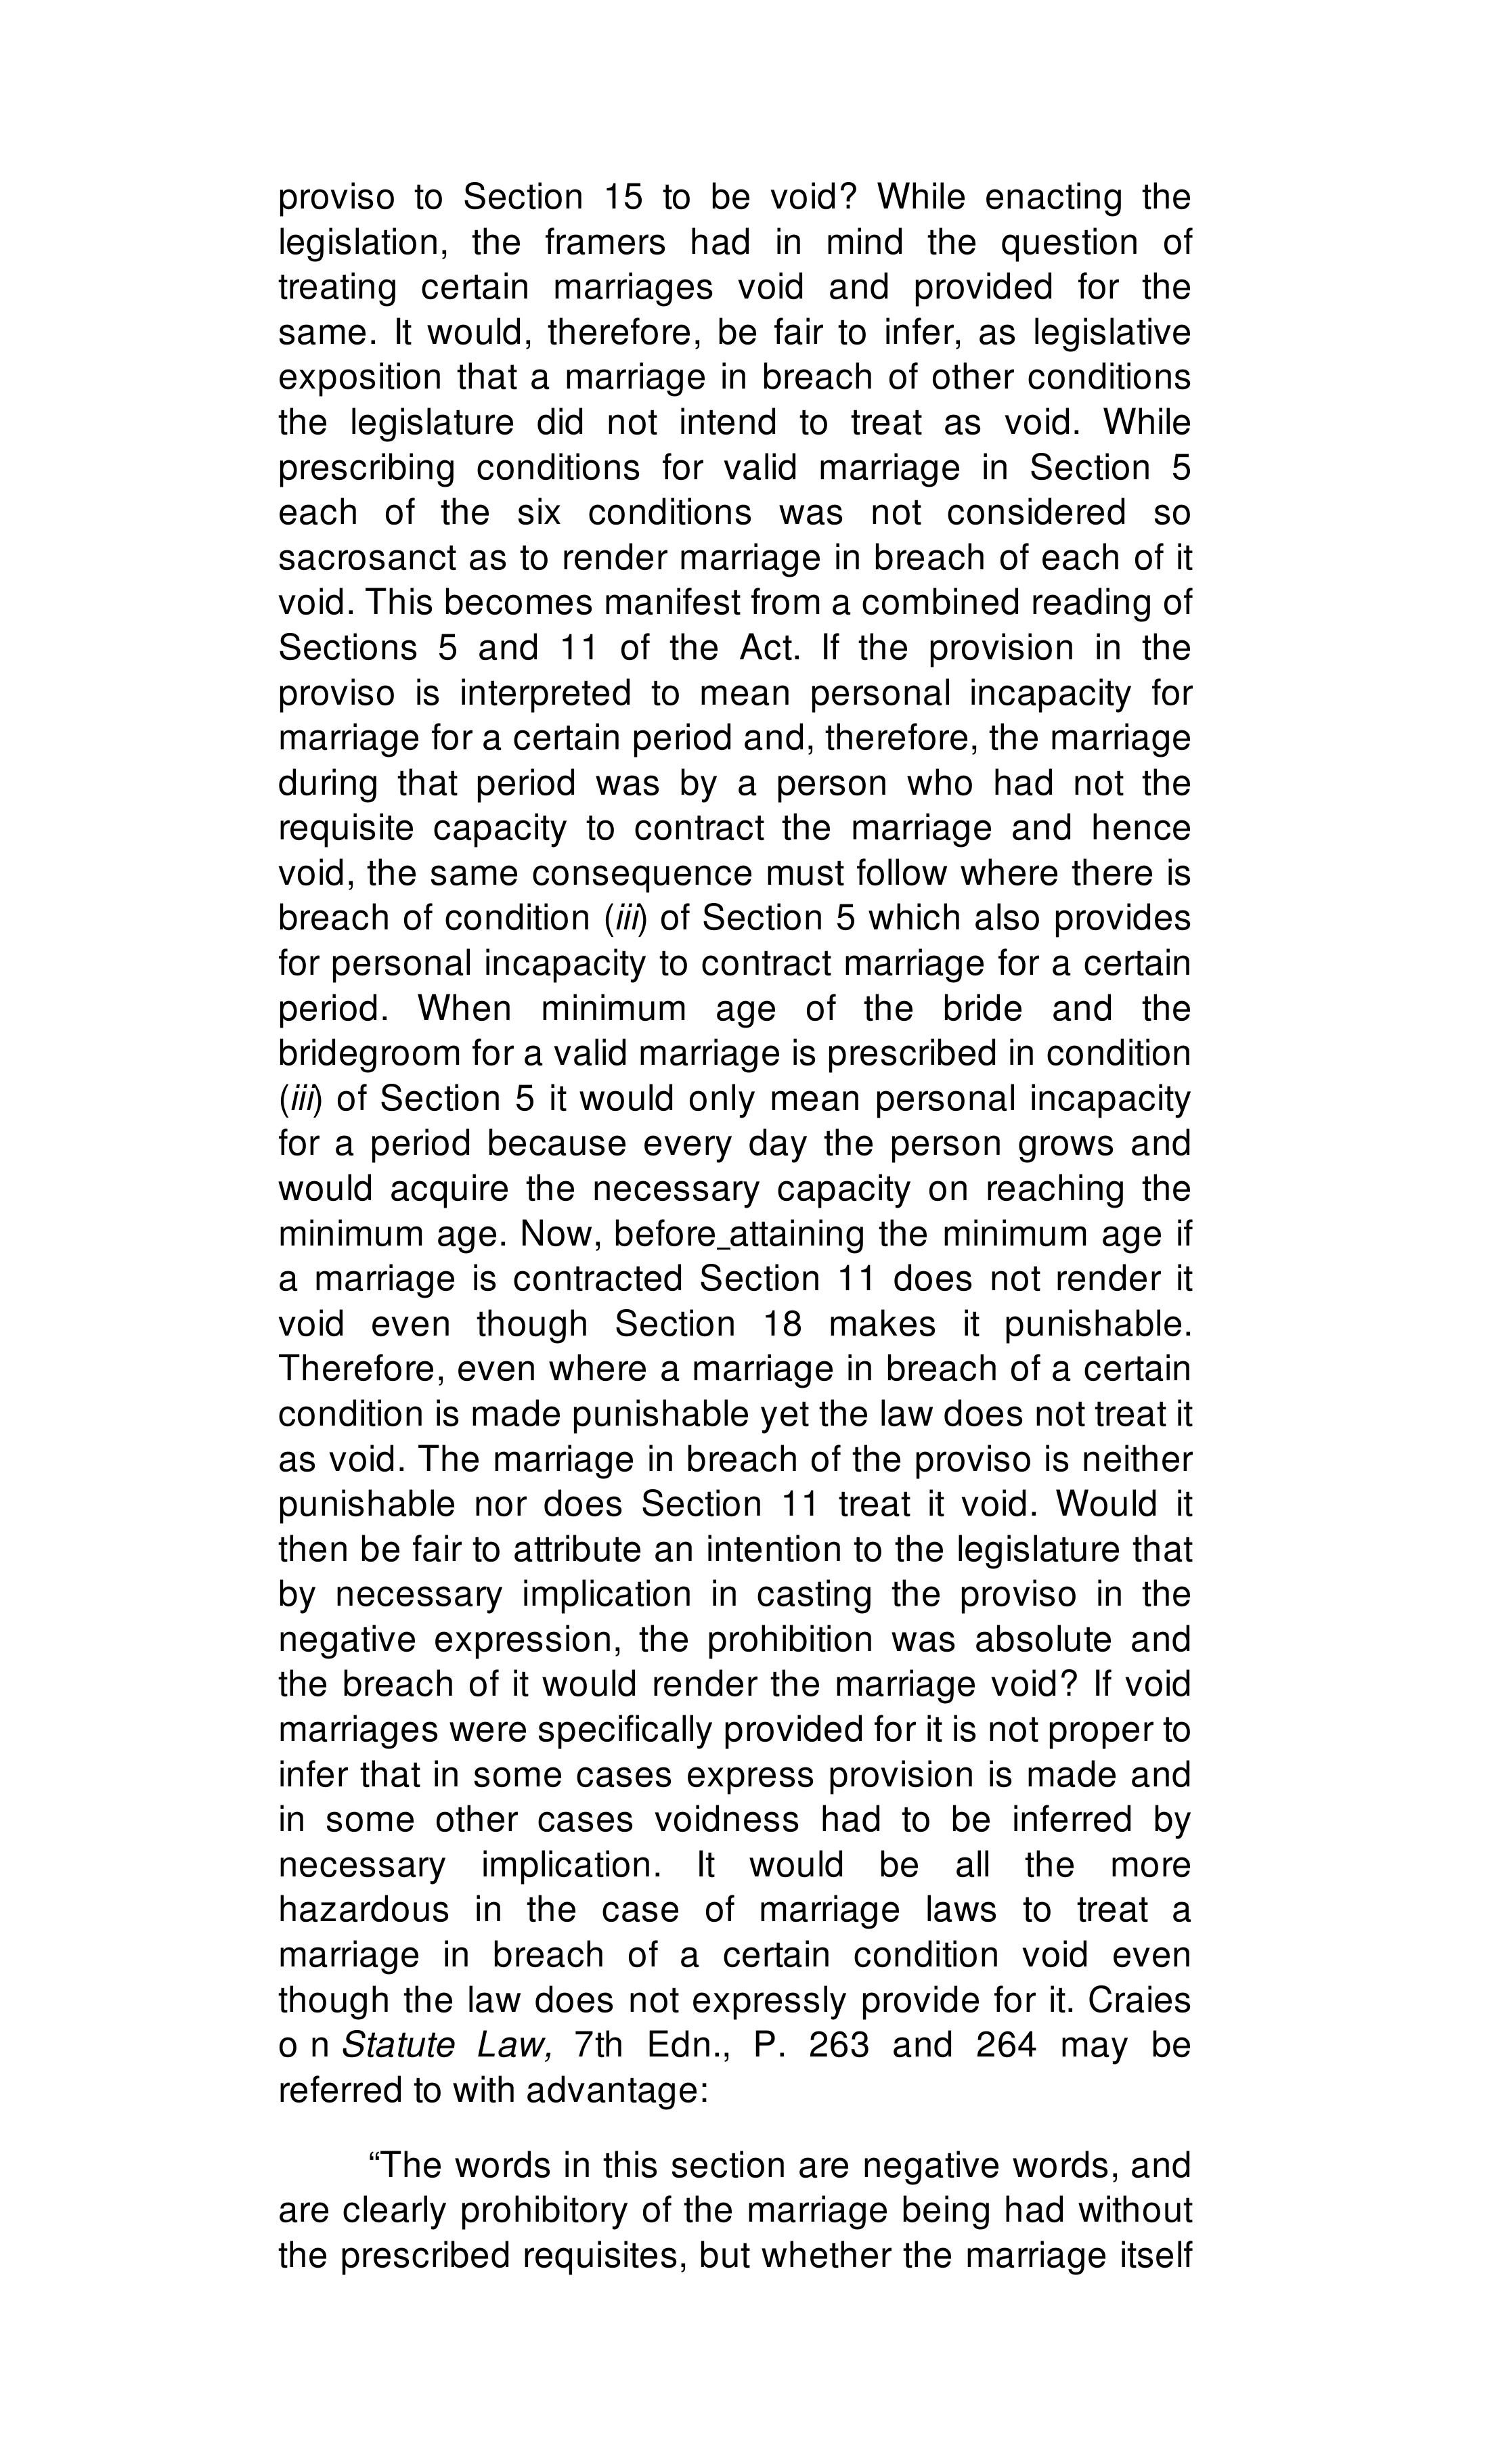 proviso to Section 15 to be void? While enacting the
legislation, the framers had in mind the question of
treating certain marriages void and provided for the
same. It would, therefore, be fair to infer, as legislative
exposition that a marriage in breach of other conditions
the legislature did not intend to treat as void. While
prescribing conditions for valid marriage in Section 5
each of the six conditions was not considered so
sacrosanct as to render marriage in breach of each of it
void. This becomes manifest from a combined reading of
Sections 5 and 11 of the Act. If the provision in the
proviso is interpreted to mean personal incapacity for
marriage for a certain period and, therefore, the marriage
during that period was by a person who had not the
requisite capacity to contract the marriage and hence
void, the same consequence must follow where there is
breach of condition (iii) of Section 5 which also provides
for personal incapacity to contract marriage for a certain
period. When minimum age of the bride and the
bridegroom for a valid marriage is prescribed in condition
(iii) of Section 5 it would only mean personal incapacity
for a period because every day the person grows and
would acquire the necessary capacity on reaching the
minimum age. Now, before_attaining the minimum age if
a marriage is contracted Section 11 does not render it
void even though Section 18 makes it punishable.
Therefore, even where a marriage in breach of a certain
condition is made punishable yet the law does not treat it
as void. The marriage in breach of the proviso is neither
punishable nor does Section 11 treat it void. Would it
then be fair to attribute an intention to the legislature that
by necessary implication in casting the proviso in the
negative expression, the prohibition was absolute and
the breach of it would render the marriage void? If void
marriages were specifically provided for it is not proper to
infer that in some cases express provision is made and
in some other cases voidness had to be inferred by
necessary implication. It would be all the more
hazardous in the case of marriage laws to treat a
marriage in breach of a certain condition void even
though the law does not expressly provide for it. Craies
o n Statute Law, 7th Edn., P. 263 and 264 may be
referred to with advantage:
“The words in this section are negative words, and
are clearly prohibitory of the marriage being had without
the prescribed requisites, but whether the marriage itself